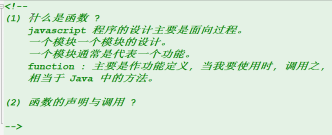 <!--
(1) 什么是函数 ?
javascript 程序的设计主要是面向过程。
一个模块一个模块的设计。
一个模块通常是代表一个功能。
function : 主要是作功能定义, 当我要使用时, 调用之,
相当于 Java 中的方法。
(2) 函数的声明与调用 ?
-->